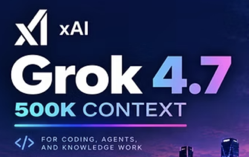 xAI
Grok 4.7
500K CONTEXT
</> FOR CODING, AGENTS,
AND KNOWLEDGE WORK